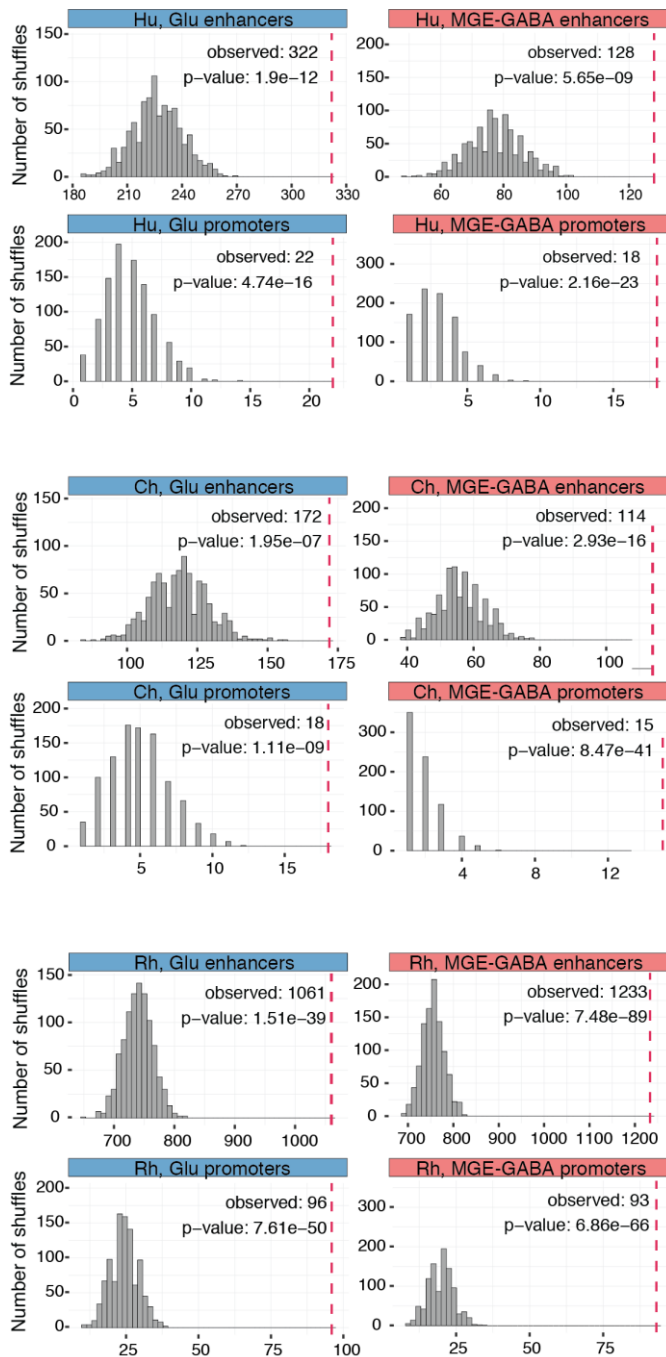 Hu, Glu enhancers
Number of shuffles
150
100
50
0
observed: 322
p−value: 1.9e−12
180 210 240 270 300 330
Hu, MGE-GABA enhancers
200
150
100
50
0
observed: 128
p−value: 5.65e−09
60 80 100 120
Hu, Glu promoters
Number of shuffles
200
150
100
50
0
observed: 22
p−value: 4.74e−16
0 5 10 15 20
Hu, MGE-GABA promoters
300
200
100
0
observed: 18
p−value: 2.16e−23
5 10 15
Ch, Glu enhancers
Number of shuffles
150
100
50
0
observed: 172
p−value: 1.95e−07
100 125 150 175
Ch, MGE-GABA enhancers
200
150
100
50
0
observed: 114
p−value: 2.93e−16
40 60 80 100
Ch, Glu promoters
Number of shuffles
200
150
100
50
0
observed: 18
p−value: 1.11e−09
5 10 15
Ch, MGE-GABA promoters
300
200
100
0
observed: 15
p−value: 8.47e−41
4 8 12
Rh, Glu enhancers
Number of shuffles
150
100
50
0
observed: 1061
p−value: 1.51e−39
700 800 900 1000
Rh, MGE-GABA enhancers
200
150
100
50
0
observed: 1233
p−value: 7.48e−89
700 800 900 1000 1100 1200
Rh, Glu promoters
Number of shuffles
200
150
100
50
0
observed: 96
p−value: 7.61e−50
25 50 75 100
Rh, MGE-GABA promoters
300
200
100
0
observed: 93
p−value: 6.86e−66
25 50 75